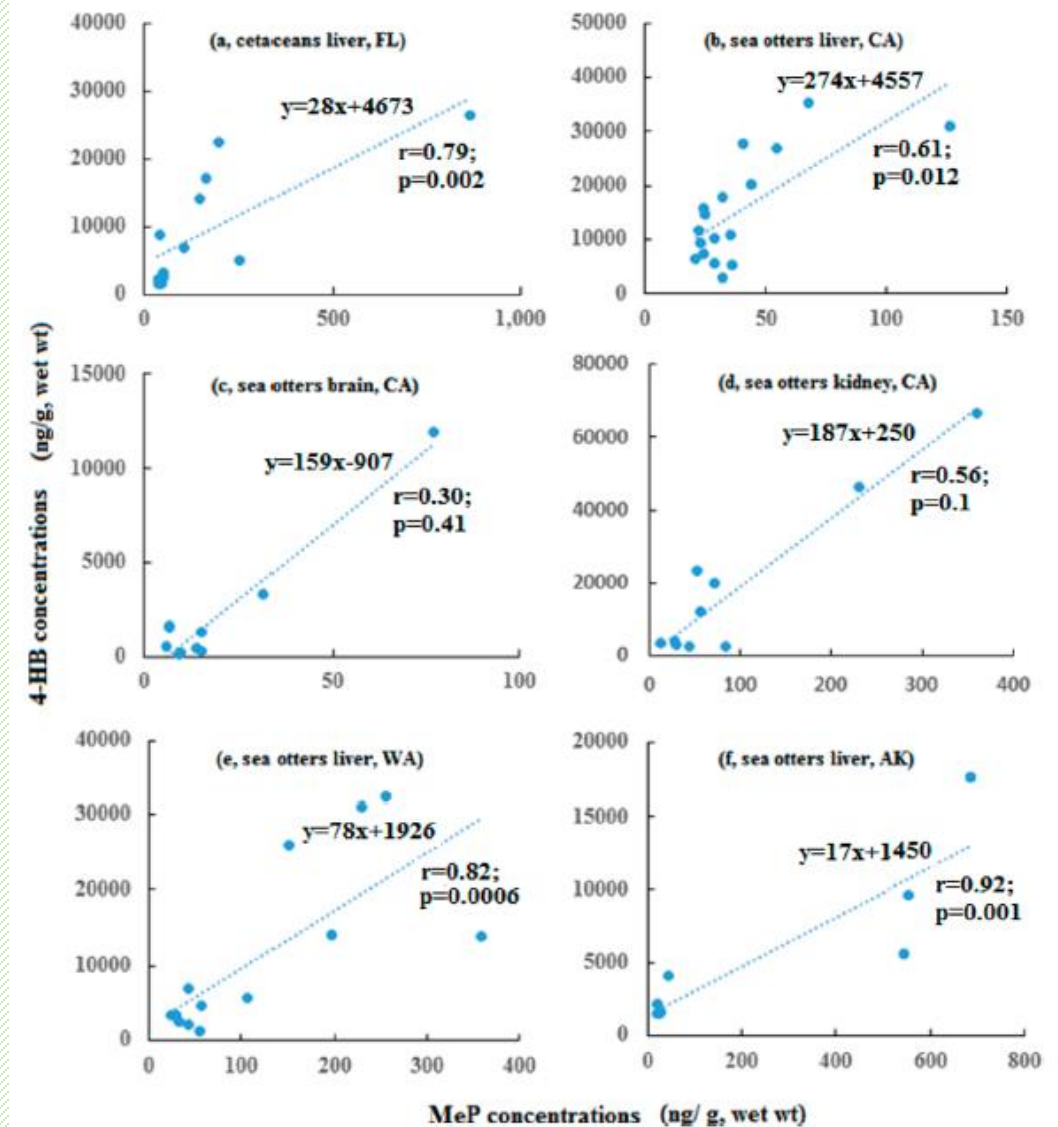 4-HB concentrations (ng/g, wet wt)
(a, cetaceans liver, FL)
40000
30000
20000
10000
0
y=28x+4673
r=0.79;
p=0.002
0 500 1,000
(b, sea otters liver, CA)
50000
40000
30000
20000
10000
0
y=274x+4557
r=0.61;
p=0.012
0 50 100 150
(c, sea otters brain, CA)
15000
10000
5000
0
y=159x-907
r=0.30;
p=0.41
0 50 100
(d, sea otters kidney, CA)
80000
60000
40000
20000
0
y=187x+250
r=0.56;
p=0.1
0 100 200 300 400
(e, sea otters liver, WA)
40000
30000
20000
10000
0
y=78x+1926
r=0.82;
p=0.0006
0 100 200 300 400
(f, sea otters liver, AK)
20000
15000
10000
5000
0
y=17x+1450
r=0.92;
p=0.001
0 200 400 600 800
MeP concentrations (ng/ g, wet wt)